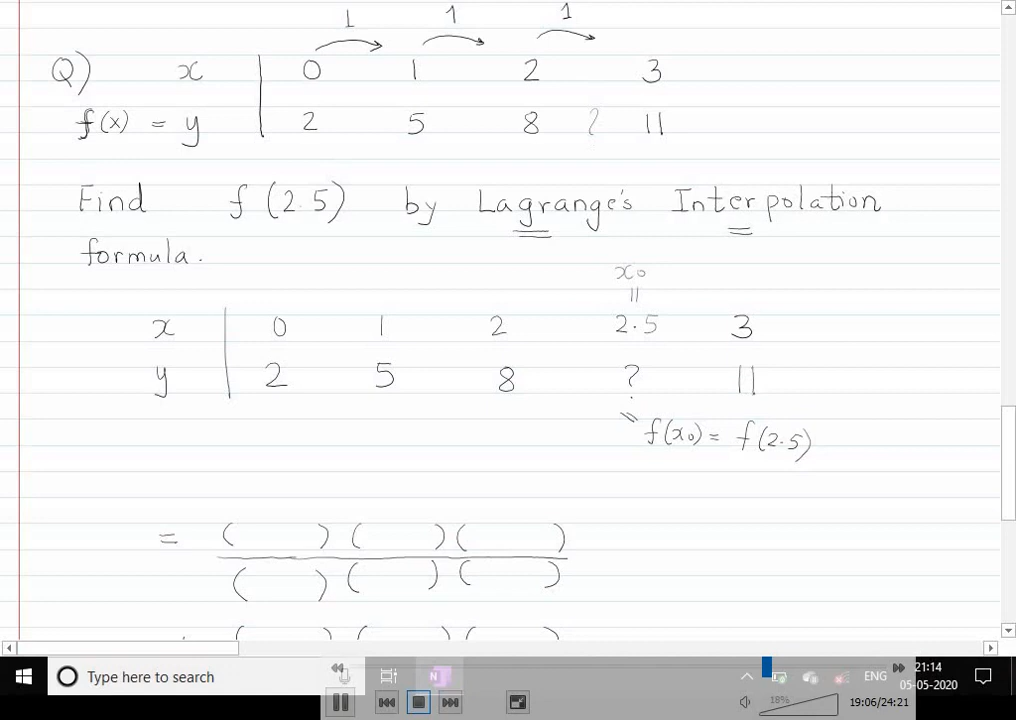 1 1 1
Q) x 0 1 2 3
f(x) = y 2 5 8 ? 11
Find f(2.5) by Lagrange's Interpolation
formula.
x0
=
x 0 1 2 2.5 3
y 2 5 8 ? 11
= f(x0) = f(2.5)
= ( ) ( ) ( )
( ) ( ) ( )
( ) ( ) ( )
Type here to search
ENG
21:14
05-05-2020
18%
19:06/24:21